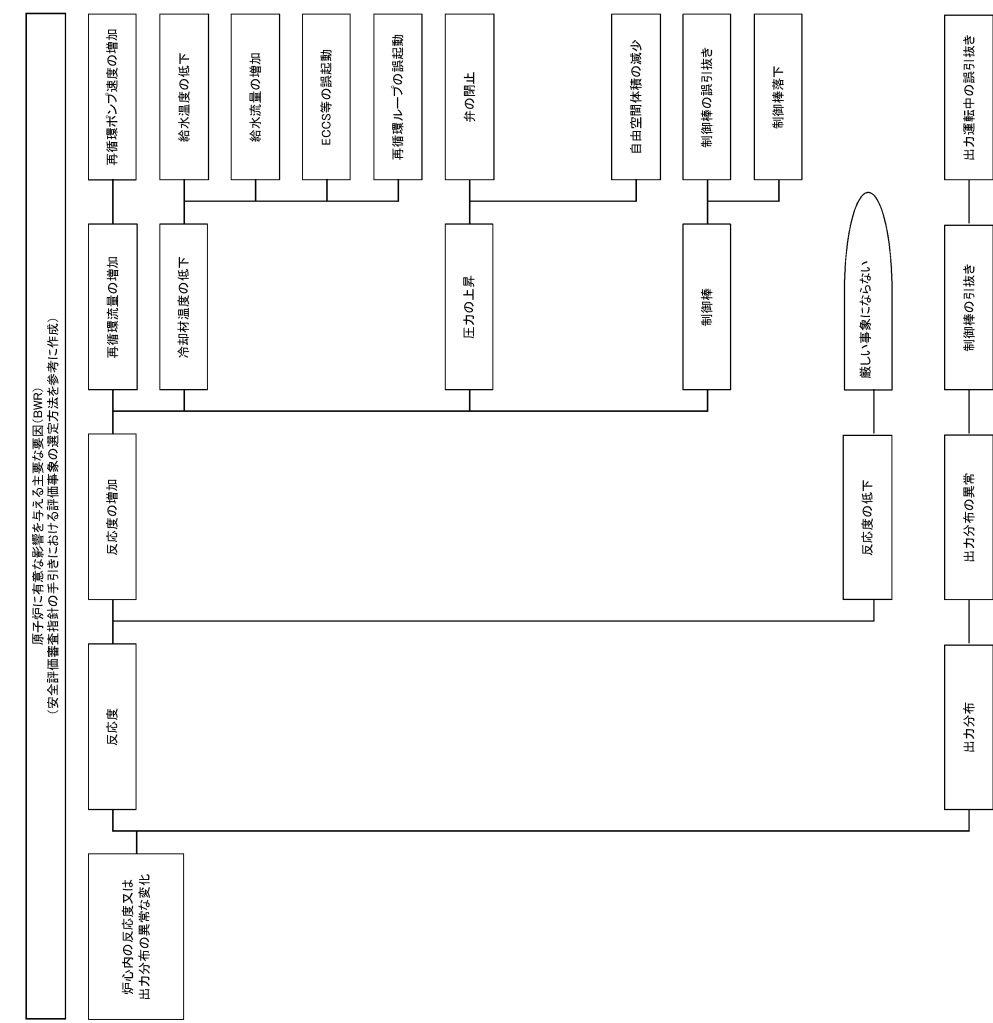 原子炉に有意な影響を与える主要な要因(BWR)
(安全評価審査指針の手引きにおける評価事象の選定方法を参考に作成)
炉心内の反応度又は
出力分布の異常な変化
反応度
反応度の増加
再循環流量の増加
再循環ポンプ速度の増加
冷却材温度の低下
給水温度の低下
給水流量の増加
ECCS等の誤起動
再循環ループの誤起動
圧力の上昇
弁の閉止
自由空間体積の減少
制御棒
制御棒の誤引抜き
制御棒落下
反応度の低下
厳しい事象にならない
出力分布
出力分布の異常
制御棒の引抜き
出力運転中の誤引抜き